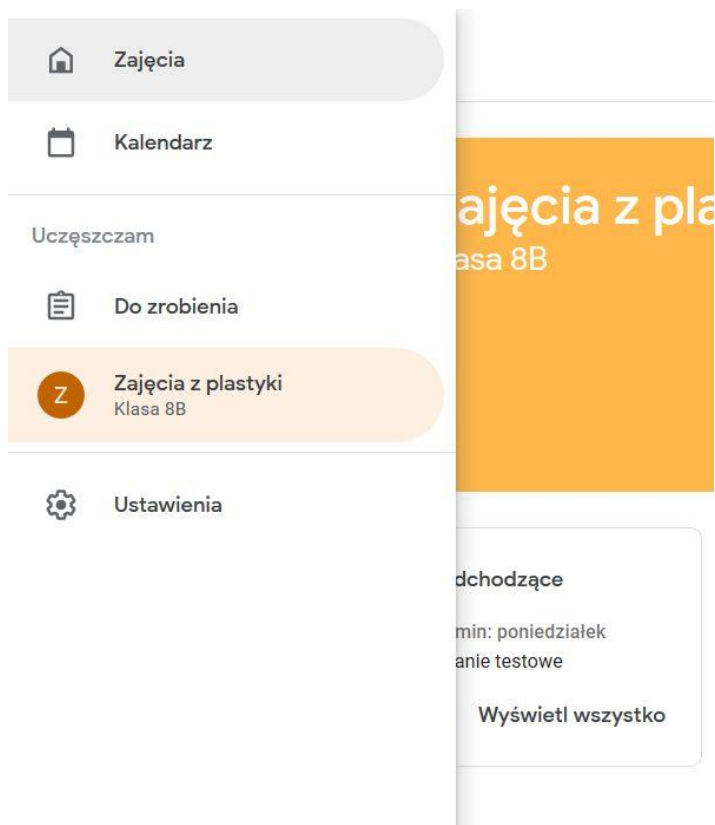 Zajęcia
Kalendarz
Uczęszczam
Do zrobienia
Z
Zajęcia z plastyki
Klasa 8B
Ustawienia
ajęcia z pla
asa 8B
dchodzące
min: poniedziałek
anie testowe
Wyświetl wszystko